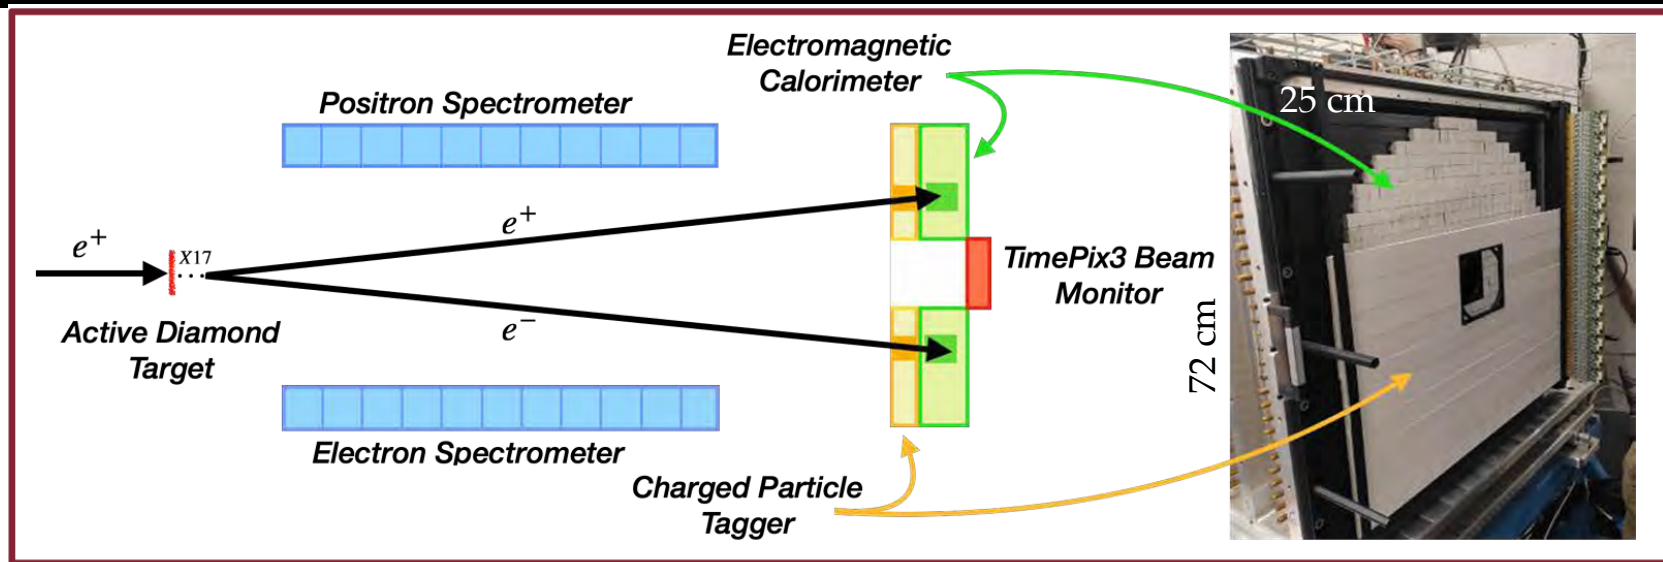 Electromagnetic
Calorimeter
Positron Spectrometer
25 cm
e⁺
e⁺
X17
TimePix3 Beam
Monitor
Active Diamond
Target
e⁻
72 cm
Electron Spectrometer
Charged Particle
Tagger